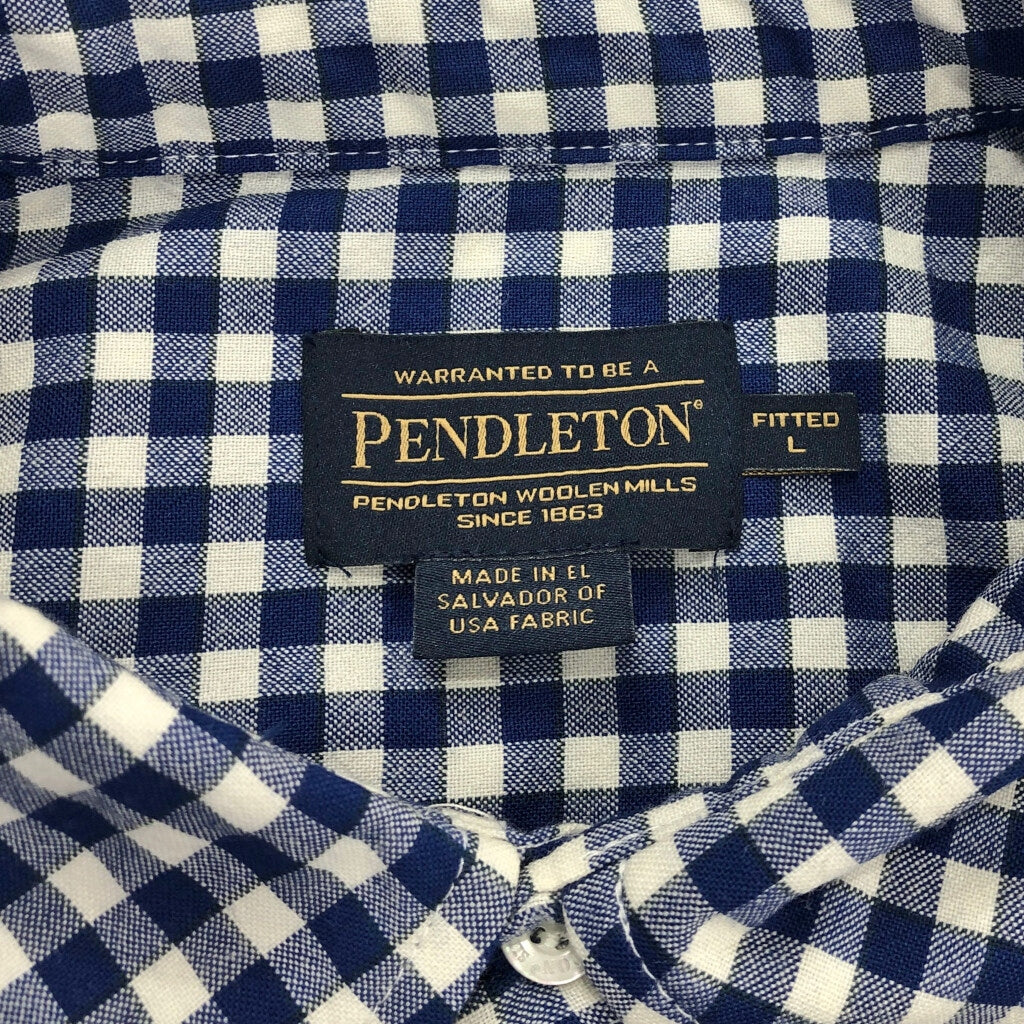 WARRANTED TO BE A
PENDLETON®
PENDLETON WOOLEN MILLS
SINCE 1863
FITTED
L
MADE IN EL
SALVADOR OF
USA FABRIC